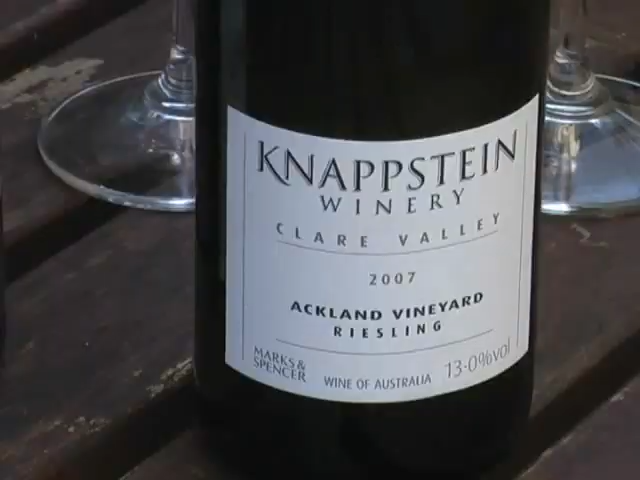 KNAPPSTEIN
WINERY
CLARE VALLEY
2007
ACKLAND VINEYARD
RIESLING
MARKS &
SPENCER
WINE OF AUSTRALIA
13·0%vol